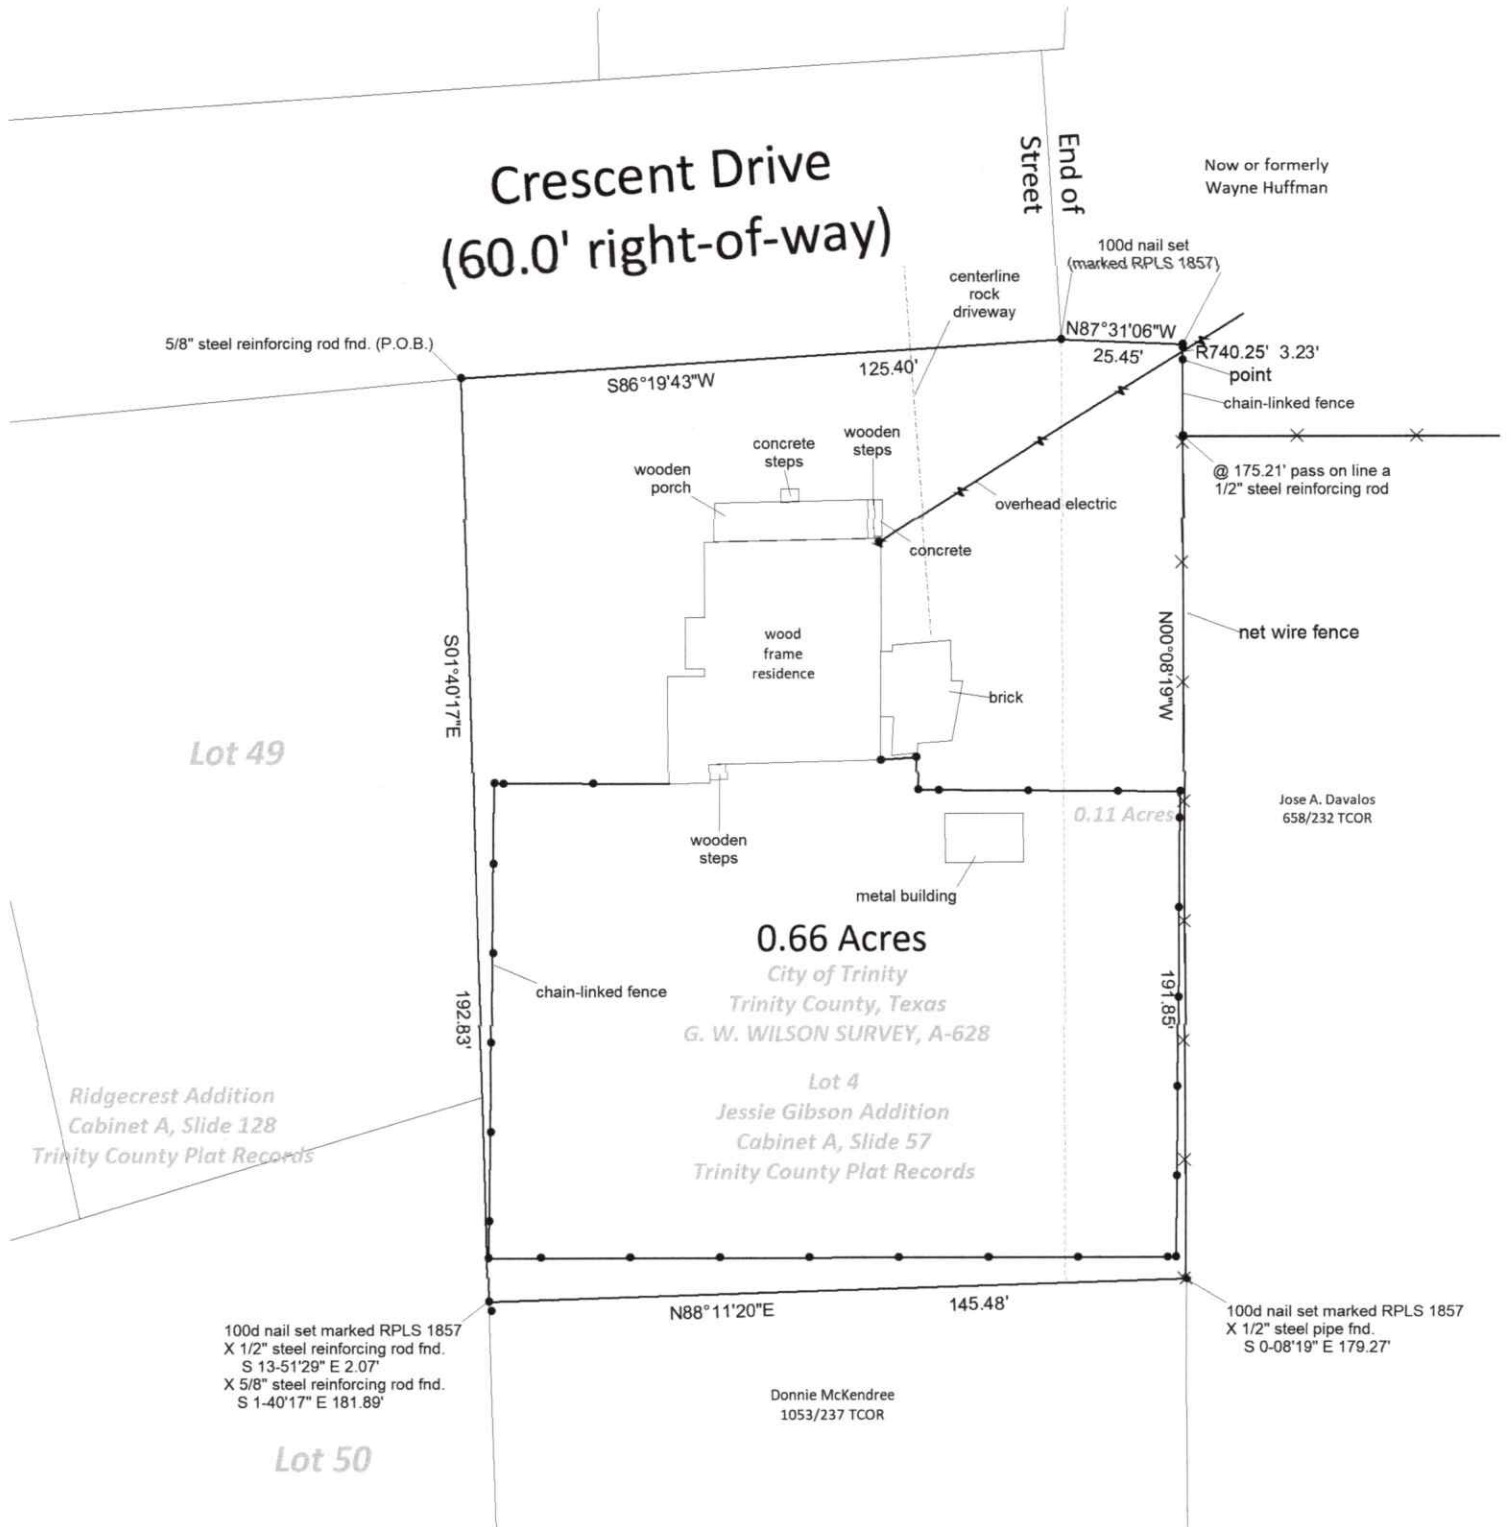 Crescent Drive
(60.0' right-of-way)
End of
Street
Now or formerly
Wayne Huffman
100d nail set
(marked RPLS 1857)
centerline
rock
driveway
5/8" steel reinforcing rod fnd. (P.O.B.)
N87°31'06"W
25.45'
R740.25' 3.23'
point
S86°19'43"W
125.40'
chain-linked fence
concrete
steps
wooden
steps
wooden
porch
@ 175.21' pass on line a
1/2" steel reinforcing rod
overhead electric
concrete
wood
frame
residence
S01°40'17"E
N00°08'19"W
net wire fence
brick
Lot 49
Jose A. Davalos
658/232 TCOR
0.11 Acres
wooden
steps
metal building
0.66 Acres
City of Trinity
Trinity County, Texas
G. W. WILSON SURVEY, A-628
chain-linked fence
192.83'
191.85'
Lot 4
Jessie Gibson Addition
Cabinet A, Slide 57
Trinity County Plat Records
Ridgecrest Addition
Cabinet A, Slide 128
Trinity County Plat Records
N88°11'20"E
145.48'
100d nail set marked RPLS 1857
X 1/2" steel reinforcing rod fnd.
S 13-51'29" E 2.07'
X 5/8" steel reinforcing rod fnd.
S 1-40'17" E 181.89'
100d nail set marked RPLS 1857
X 1/2" steel pipe fnd.
S 0-08'19" E 179.27'
Donnie McKendree
1053/237 TCOR
Lot 50